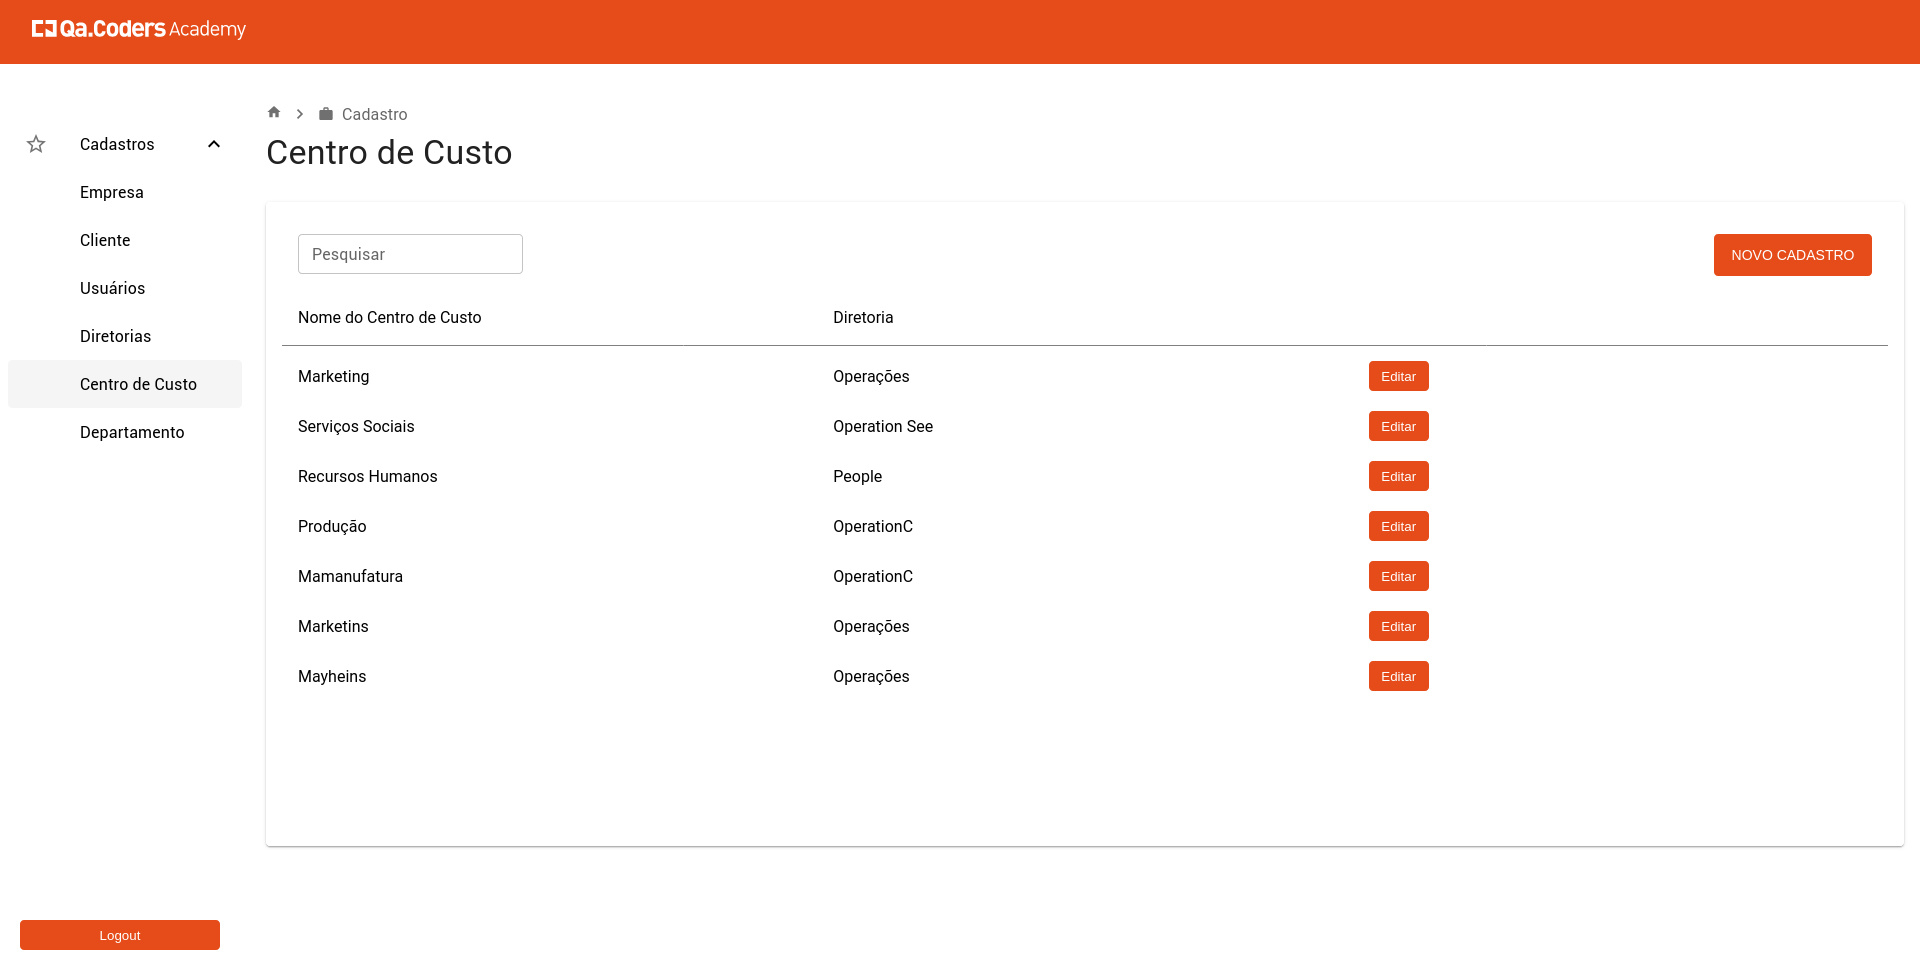 Qa.Coders Academy
Cadastros
Empresa
Cliente
Usuários
Diretorias
Centro de Custo
Departamento
Logout
Cadastro
Centro de Custo
Pesquisar
NOVO CADASTRO
Nome do Centro de Custo Diretoria
Marketing Operações Editar
Serviços Sociais Operation See Editar
Recursos Humanos People Editar
Produção OperationC Editar
Mamanufatura OperationC Editar
Marketins Operações Editar
Mayheins Operações Editar